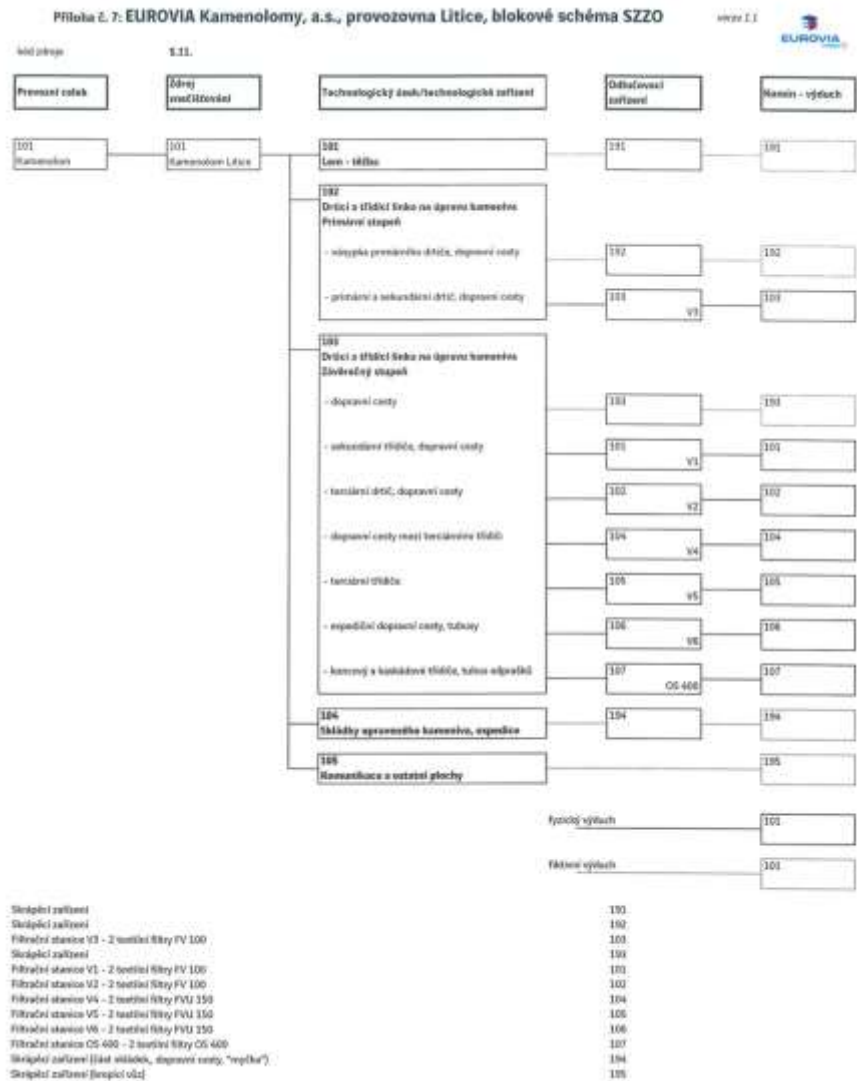 Příloha č. 7: EUROVIA Kamenolomy, a.s., provozovna Litice, blokové schéma SZZO
verze 1.1
EUROVIA
kód zdroje 5.11.
Provozní celek
Zdroj
znečišťování
Technologický úsek/technologické zařízení
Odlučovací
zařízení
Komín - výduch
101
Kamenolom
101
Kamenolom Litice
101
Lom - těžba
191
191
102
Drticí a třídicí linka na úpravu kameniva
Primární stupeň
- násypka primárního drtiče, dopravní cesty
192
192
- primární a sekundární drtič, dopravní cesty
103
V3
103
103
Drticí a třídicí linka na úpravu kameniva
Závěrečný stupeň
- dopravní cesty
193
193
- sekundární třídiče, dopravní cesty
101
V1
101
- terciární drtič, dopravní cesty
102
V2
102
- dopravní cesty mezi terciárními třídiči
104
V4
104
- terciární třídiče
105
V5
105
- expediční dopravní cesty, tubusy
106
V6
106
- koncový a kaskádové třídiče, tubus odprašků
107
OS 400
107
104
Skládky upraveného kameniva, expedice
194
194
105
Komunikace a ostatní plochy
195
fyzický výduch
101
fiktivní výduch
101
Skrápěcí zařízení 191
Skrápěcí zařízení 192
Filtrační stanice V3 - 2 textilní filtry FV 100 103
Skrápěcí zařízení 193
Filtrační stanice V1 - 2 textilní filtry FV 100 101
Filtrační stanice V2 - 2 textilní filtry FV 100 102
Filtrační stanice V4 - 2 textilní filtry FVU 150 104
Filtrační stanice V5 - 2 textilní filtry FVU 150 105
Filtrační stanice V6 - 2 textilní filtry FVU 150 106
Filtrační stanice OS 400 - 2 textilní filtry OS 400 107
Skrápěcí zařízení (část skládek, dopravní cesty, "myčka") 194
Skrápěcí zařízení (kropicí vůz) 195